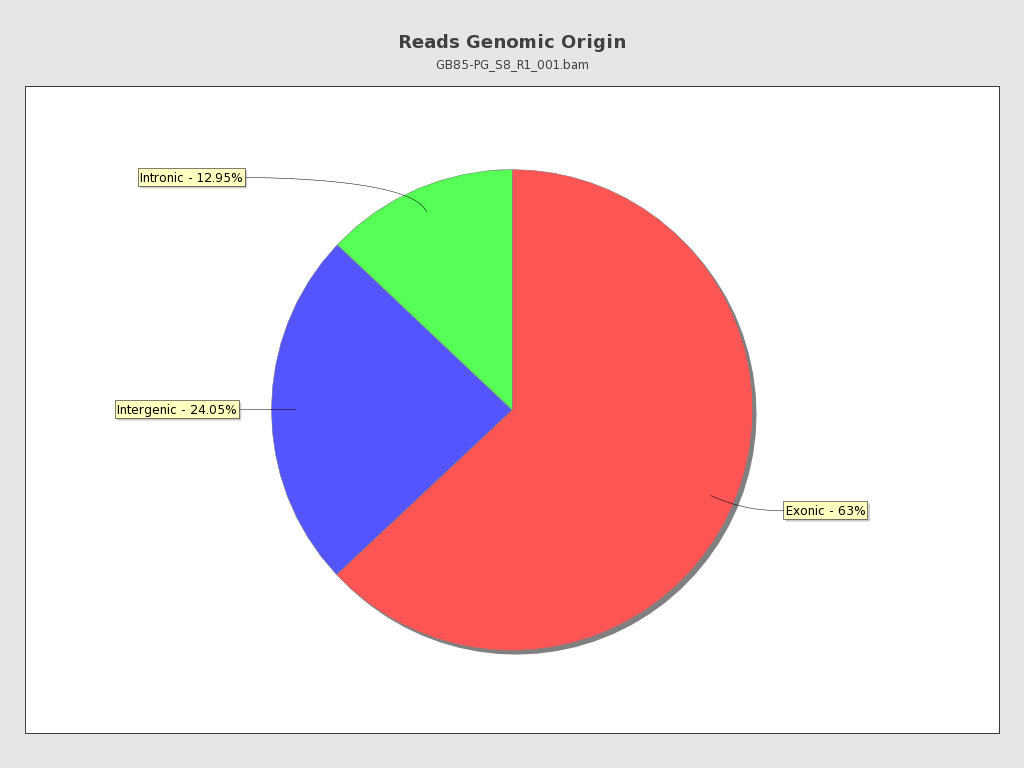 Reads Genomic Origin
GB85-PG_S8_R1_001.bam
Intronic - 12.95%
Intergenic - 24.05%
Exonic - 63%